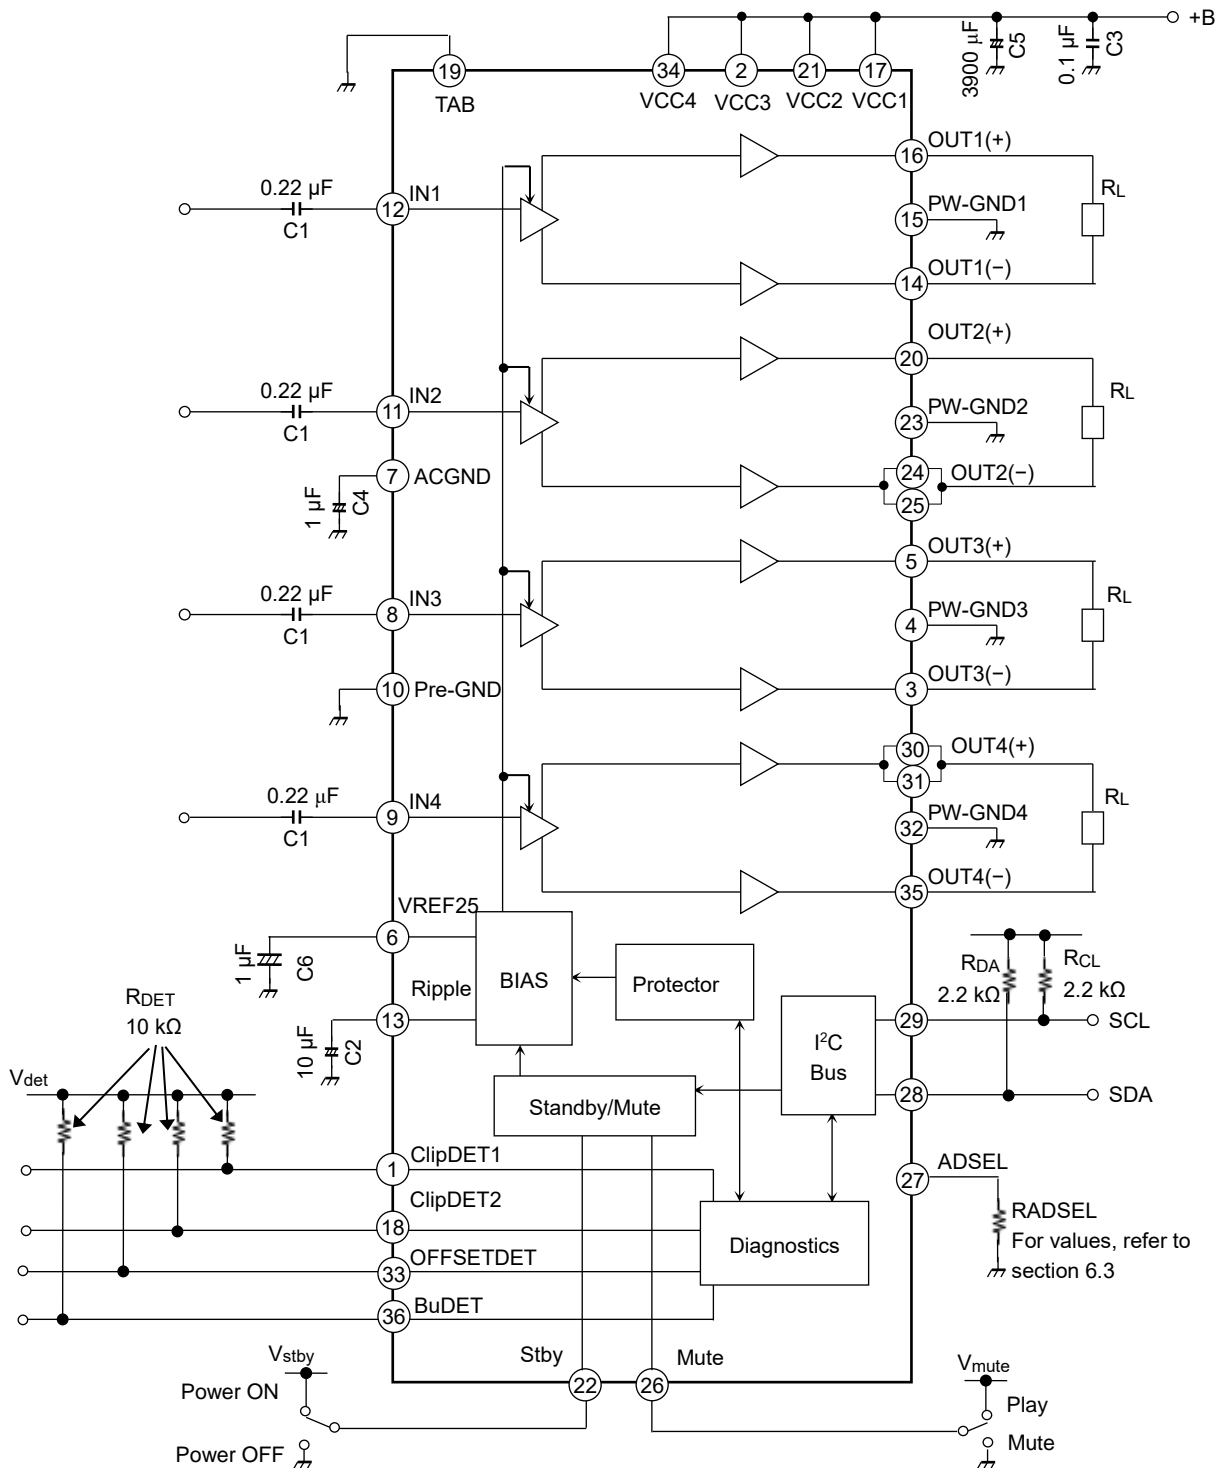 +B
3900 µF
C5
0.1 µF
C3
19
TAB
34
2
21
17
VCC4
VCC3
VCC2
VCC1
OUT1(+)
16
0.22 µF
C1
12
IN1
PW-GND1
15
RL
OUT1(−)
14
OUT2(+)
20
0.22 µF
C1
11
IN2
PW-GND2
23
RL
7
ACGND
1 µF
C4
24
25
OUT2(−)
OUT3(+)
5
0.22 µF
C1
8
IN3
PW-GND3
4
RL
10
Pre-GND
OUT3(−)
3
30
31
OUT4(+)
0.22 µF
C1
9
IN4
PW-GND4
32
RL
OUT4(−)
35
VREF25
6
1 µF
C6
BIAS
Protector
RDA
2.2 kΩ
RCL
2.2 kΩ
Ripple
13
10 µF
C2
RDET
10 kΩ
I2C
Bus
29
SCL
28
SDA
Vdet
Standby/Mute
1
ClipDET1
ADSEL
27
ClipDET2
18
RADSEL
For values, refer to
section 6.3
Diagnostics
OFFSETDET
33
BuDET
36
Stby
Mute
22
26
Vstby
Power ON
Power OFF
Vmute
Play
Mute